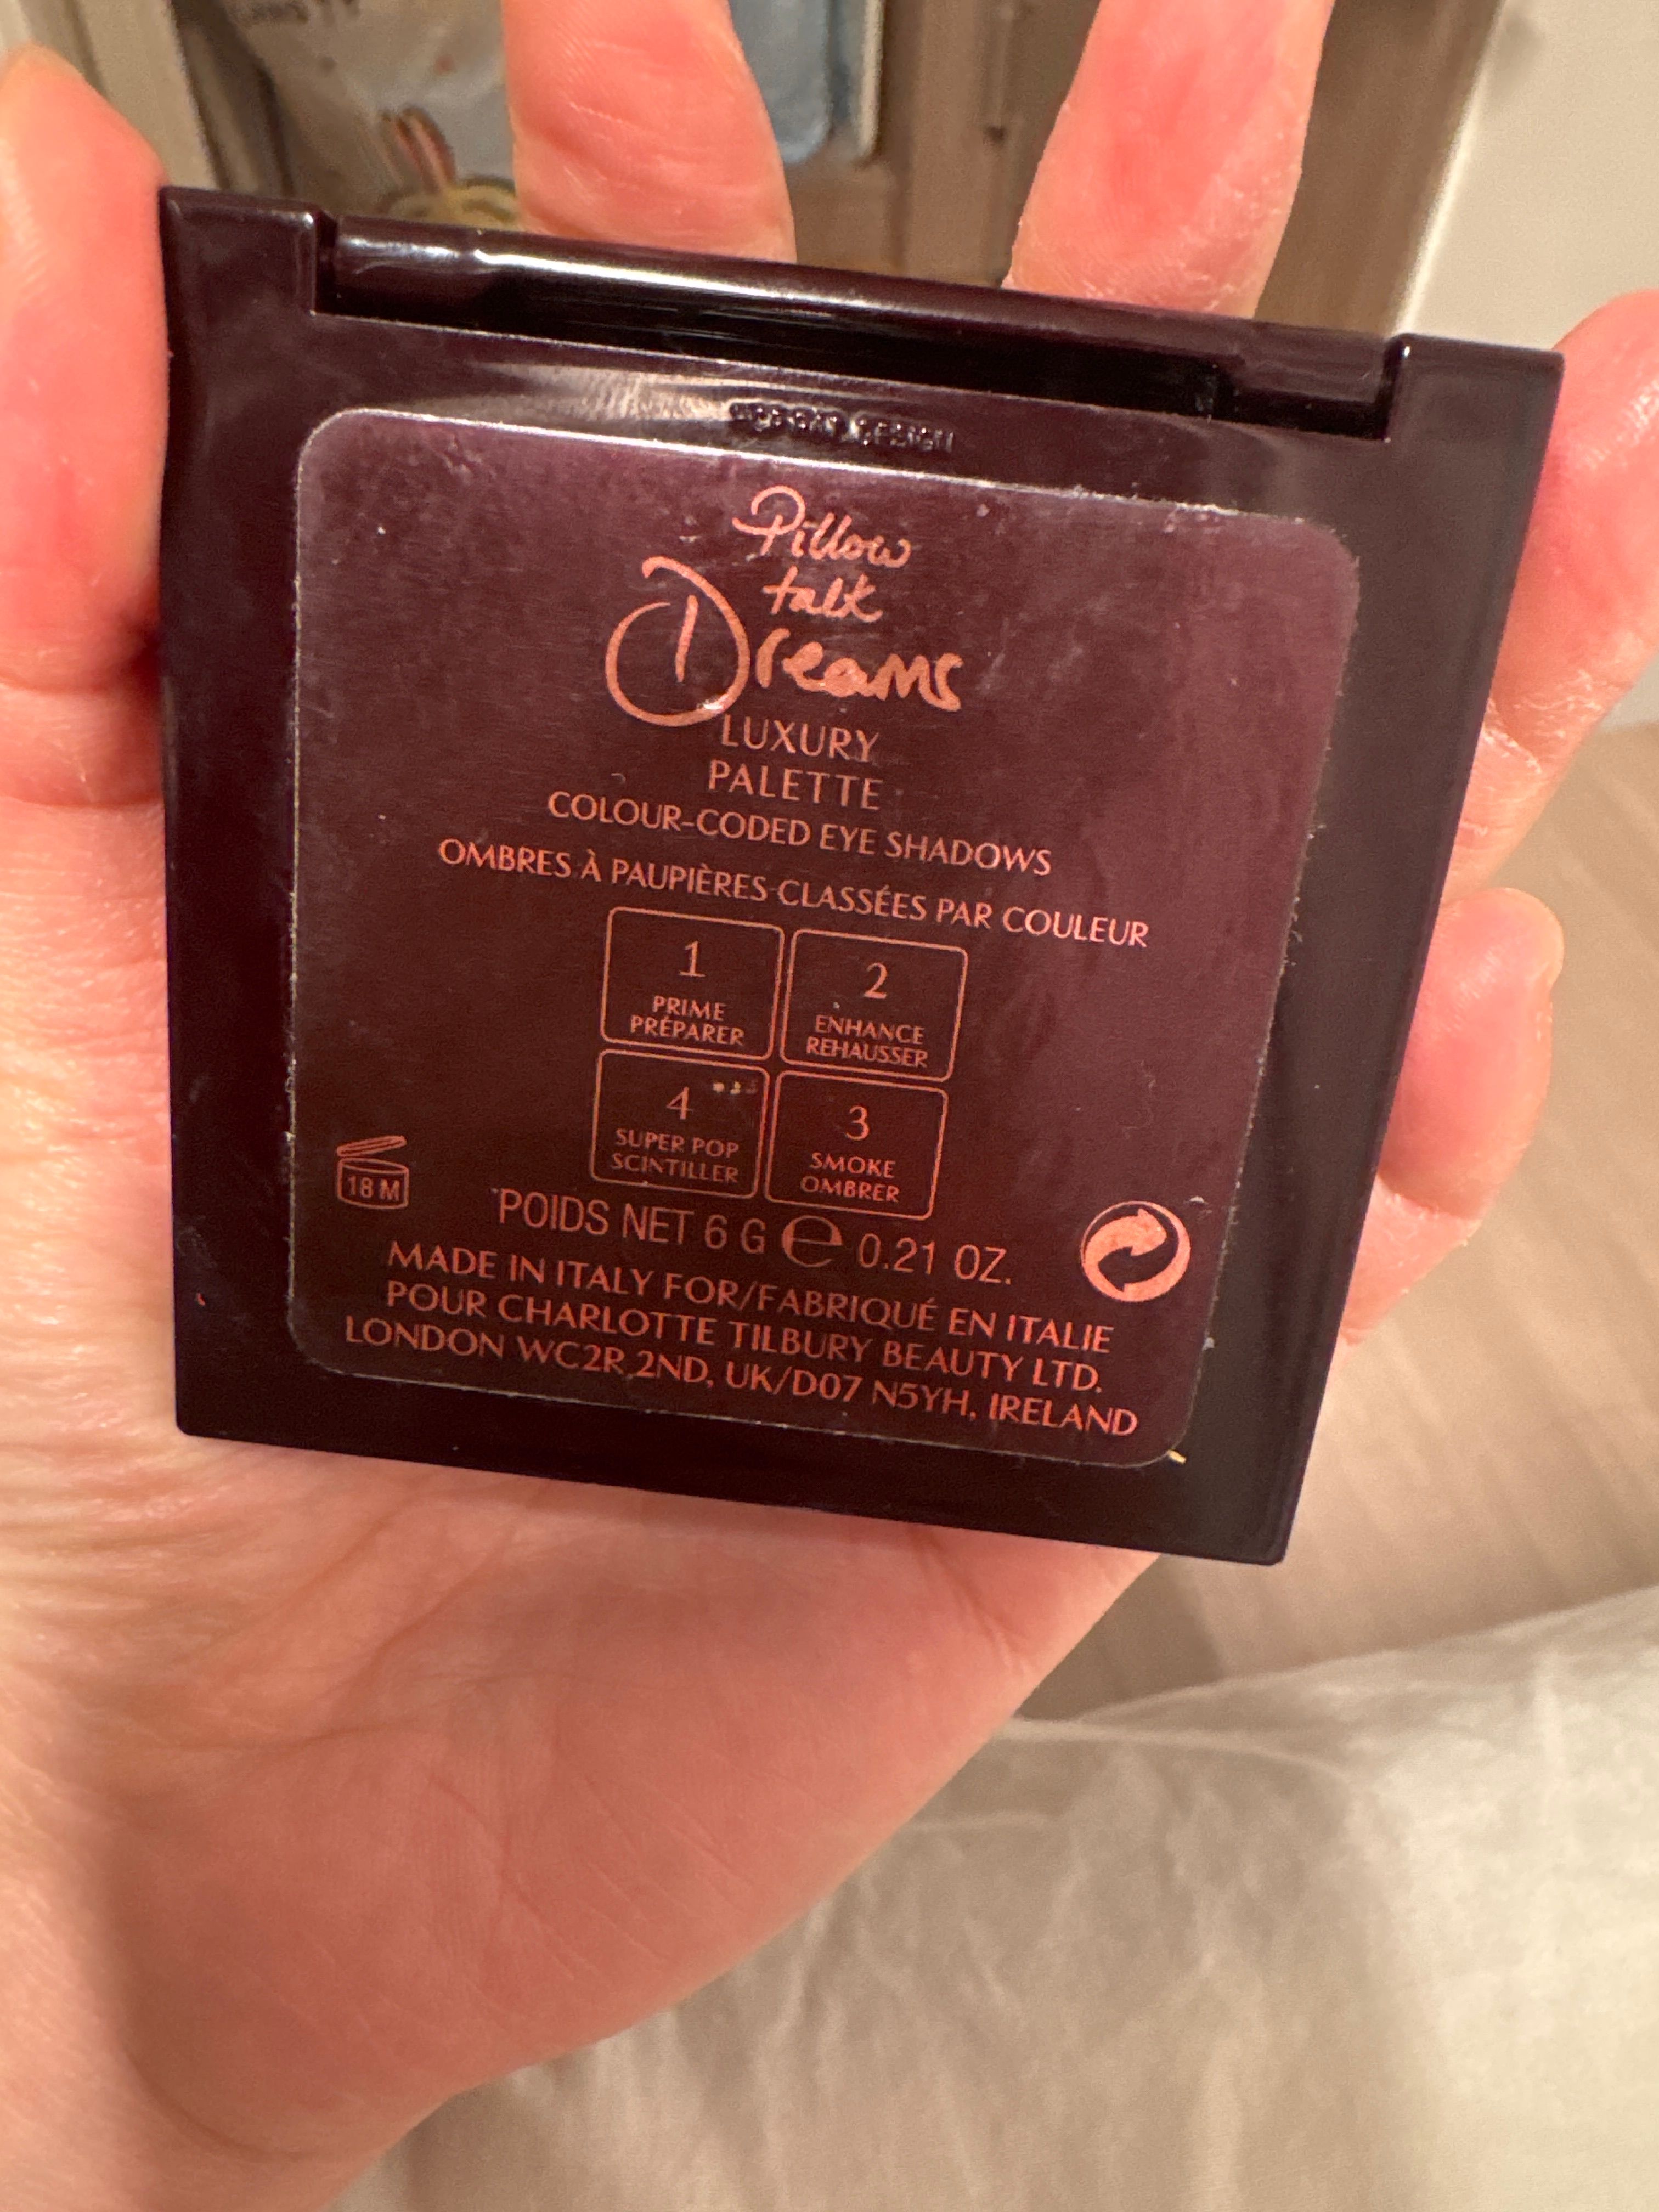 Pillow
talk
Dreams
LUXURY
PALETTE
COLOUR-CODED EYE SHADOWS
OMBRES À PAUPIÈRES CLASSÉES PAR COULEUR
1
PRIME
PRÉPARER
2
ENHANCE
REHAUSSER
4
SUPER POP
SCINTILLER
3
SMOKE
OMBRER
18 M
POIDS NET 6 G ℮ 0.21 OZ.
MADE IN ITALY FOR/FABRIQUÉ EN ITALIE
POUR CHARLOTTE TILBURY BEAUTY LTD.
LONDON WC2R 2ND, UK/D07 N5YH, IRELAND